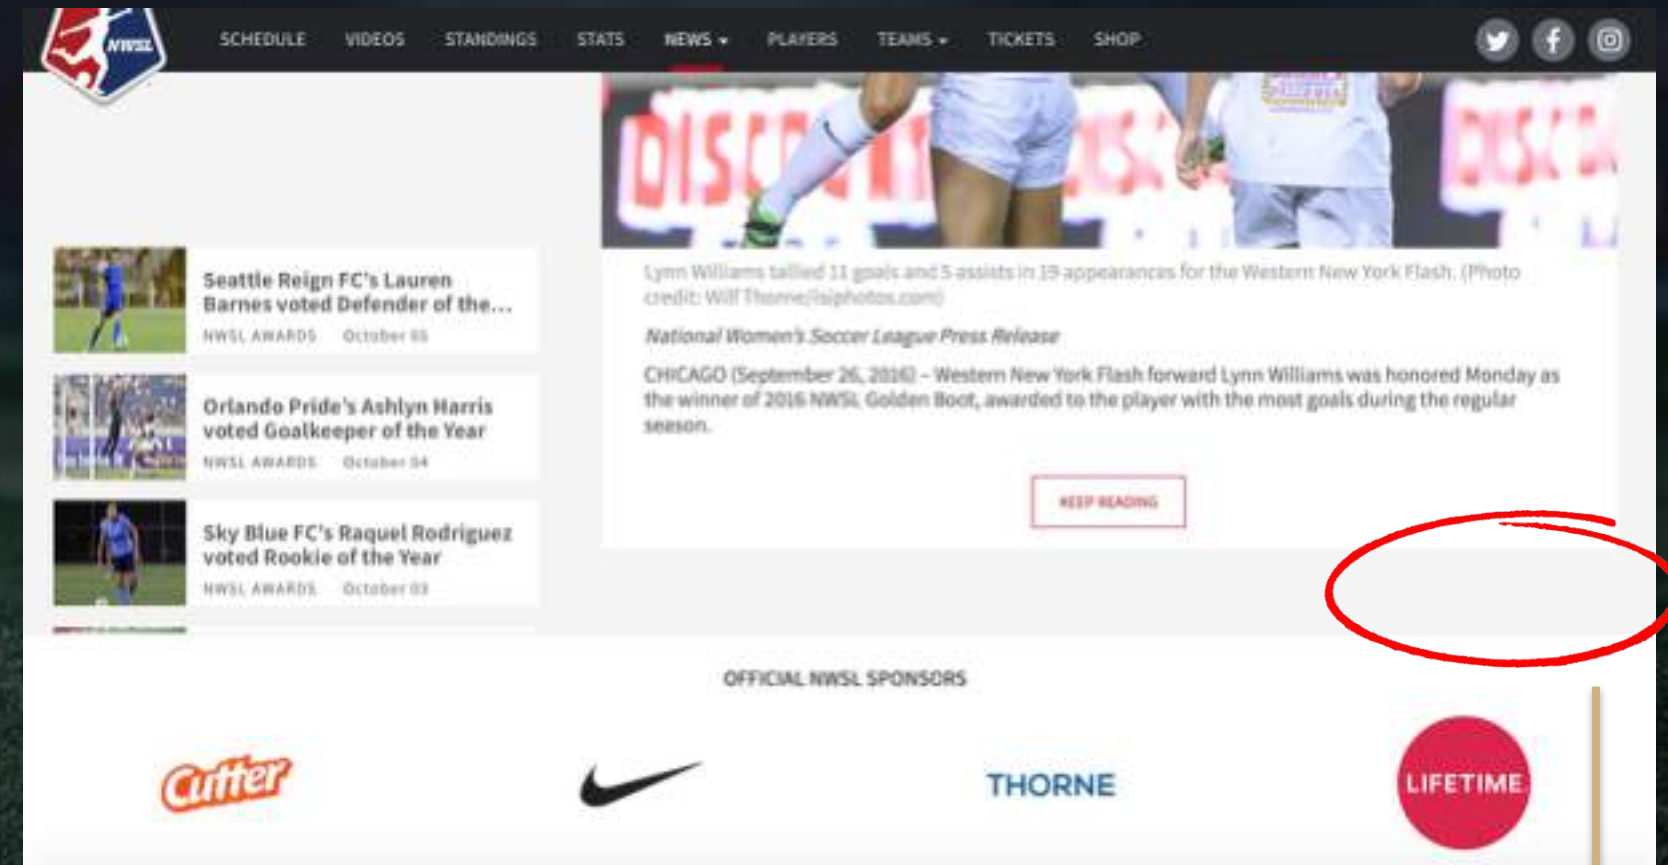 NWSL
SCHEDULE VIDEOS STANDINGS STATS NEWS PLAYERS TEAMS TICKETS SHOP
Seattle Reign FC's Lauren
Barnes voted Defender of the...
NWSL AWARDS October 05
Orlando Pride's Ashlyn Harris
voted Goalkeeper of the Year
NWSL AWARDS October 04
Sky Blue FC's Raquel Rodriguez
voted Rookie of the Year
NWSL AWARDS October 03
Lynn Williams tallied 11 goals and 5 assists in 19 appearances for the Western New York Flash. (Photo
credit: Wilf Thorne/isiphotos.com)
National Women's Soccer League Press Release
CHICAGO (September 26, 2016) – Western New York Flash forward Lynn Williams was honored Monday as
the winner of 2016 NWSL Golden Boot, awarded to the player with the most goals during the regular
season.
KEEP READING
OFFICIAL NWSL SPONSORS
Cutter THORNE LIFETIME